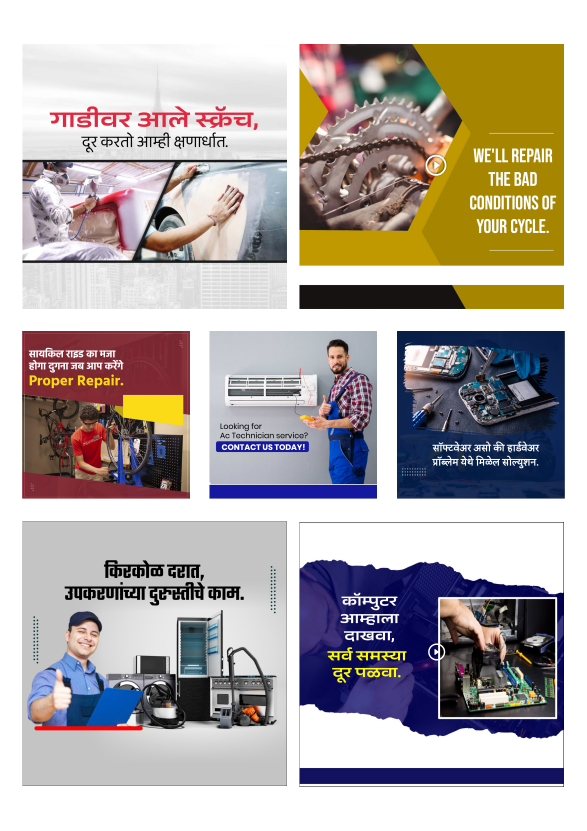 गाडीवर आले स्क्रॅच,
दूर करतो आम्ही क्षणार्धात.
WE'LL REPAIR
THE BAD
CONDITIONS OF
YOUR CYCLE.
सायकिल राइड का मजा
होगा दुगना जब आप करेंगे
Proper Repair.
Looking for
Ac Technician service?
CONTACT US TODAY!
सॉफ्टवेअर असो की हार्डवेअर
प्रॉब्लेम येथे मिळेल सोल्युशन.
किरकोळ दरात,
उपकरणांच्या दुरुस्तीचे काम.
कॉम्पुटर
आम्हाला
दाखवा,
सर्व समस्या
दूर पळवा.